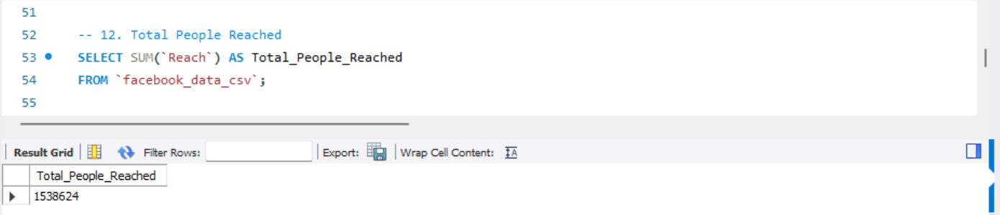 51
52 -- 12. Total People Reached
53 SELECT SUM(`Reach`) AS Total_People_Reached
54 FROM `facebook_data_csv`;
55
Result Grid Filter Rows: Export: Wrap Cell Content:
Total_People_Reached
1538624